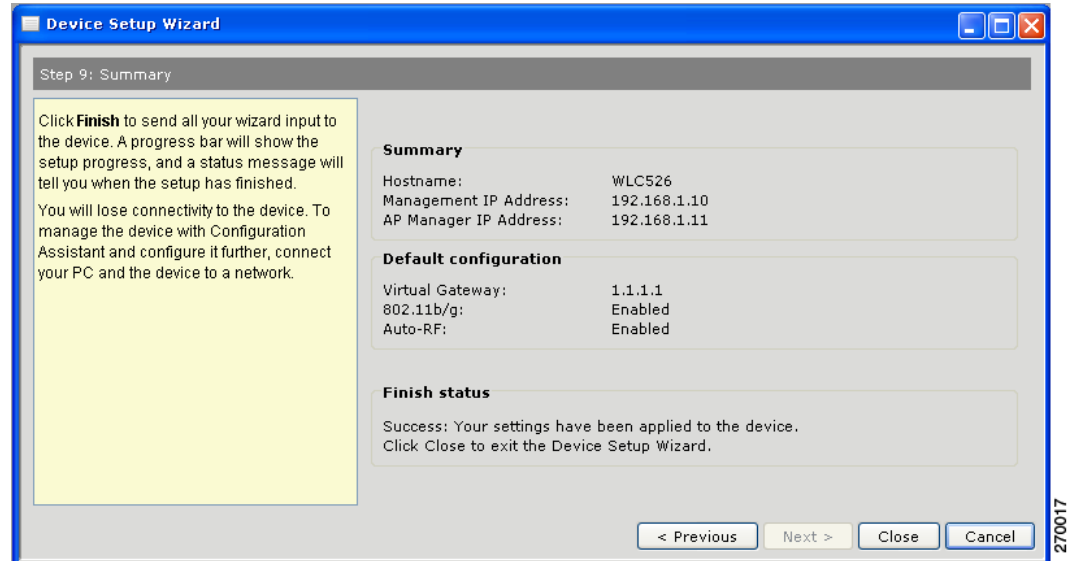 Device Setup Wizard
Step 9: Summary
Click Finish to send all your wizard input to
the device. A progress bar will show the
setup progress, and a status message will
tell you when the setup has finished.
You will lose connectivity to the device. To
manage the device with Configuration
Assistant and configure it further, connect
your PC and the device to a network.
Summary
Hostname: WLC526
Management IP Address: 192.168.1.10
AP Manager IP Address: 192.168.1.11
Default configuration
Virtual Gateway: 1.1.1.1
802.11b/g: Enabled
Auto-RF: Enabled
Finish status
Success: Your settings have been applied to the device.
Click Close to exit the Device Setup Wizard.
< Previous Next > Close Cancel
270017